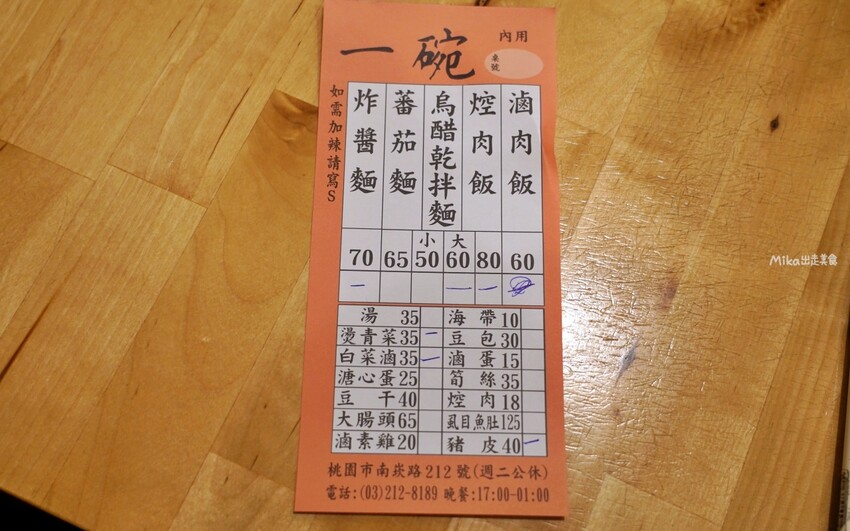 一碗
內用
桌號
如需加辣請寫S
滷肉飯
焢肉飯
烏醋乾拌麵
蕃茄麵
炸醬麵
小 大
70 65 50 60 80 60
一 一 一
湯 35 海帶 10
燙青菜 35 一 豆包 30
白菜滷 35 一 滷蛋 15
溏心蛋 25 筍絲 35
豆干 40 焢肉 18
大腸頭 65 虱目魚肚 125
滷素雞 20 豬皮 40 一
桃園市南崁路212號(週二公休)
電話:(03)212-8189 晚餐:17:00-01:00
Mika出走美食